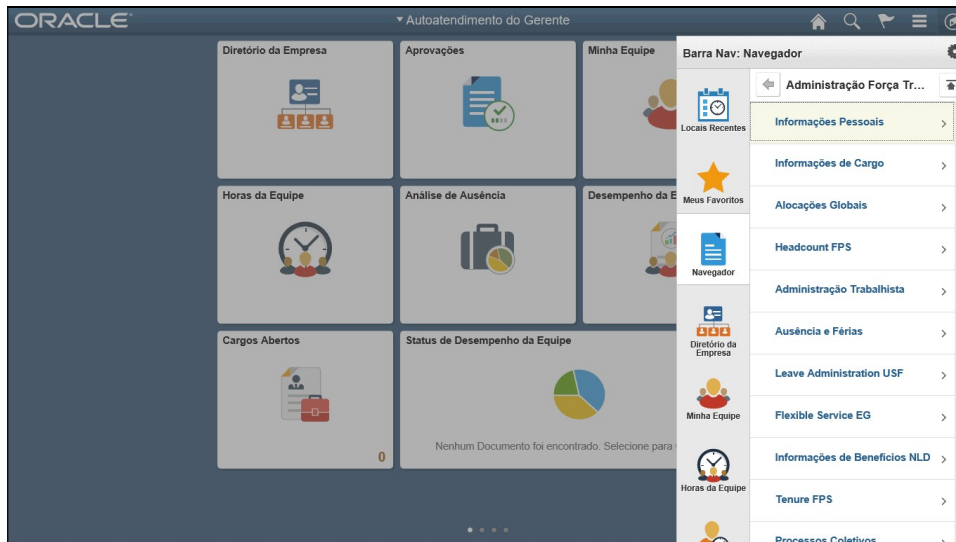 ORACLE
Autoatendimento do Gerente
Diretório da Empresa
Aprovações
Minha Equipe
Horas da Equipe
Análise de Ausência
Desempenho da E
Cargos Abertos
0
Status de Desempenho da Equipe
Nenhum Documento foi encontrado. Selecione para
Barra Nav: Navegador
Locais Recentes
Meus Favoritos
Navegador
Diretório da
Empresa
Minha Equipe
Horas da Equipe
Administração Força Tr...
Informações Pessoais
Informações de Cargo
Alocações Globais
Headcount FPS
Administração Trabalhista
Ausência e Férias
Leave Administration USF
Flexible Service EG
Informações de Benefícios NLD
Tenure FPS
Processos Coletivos